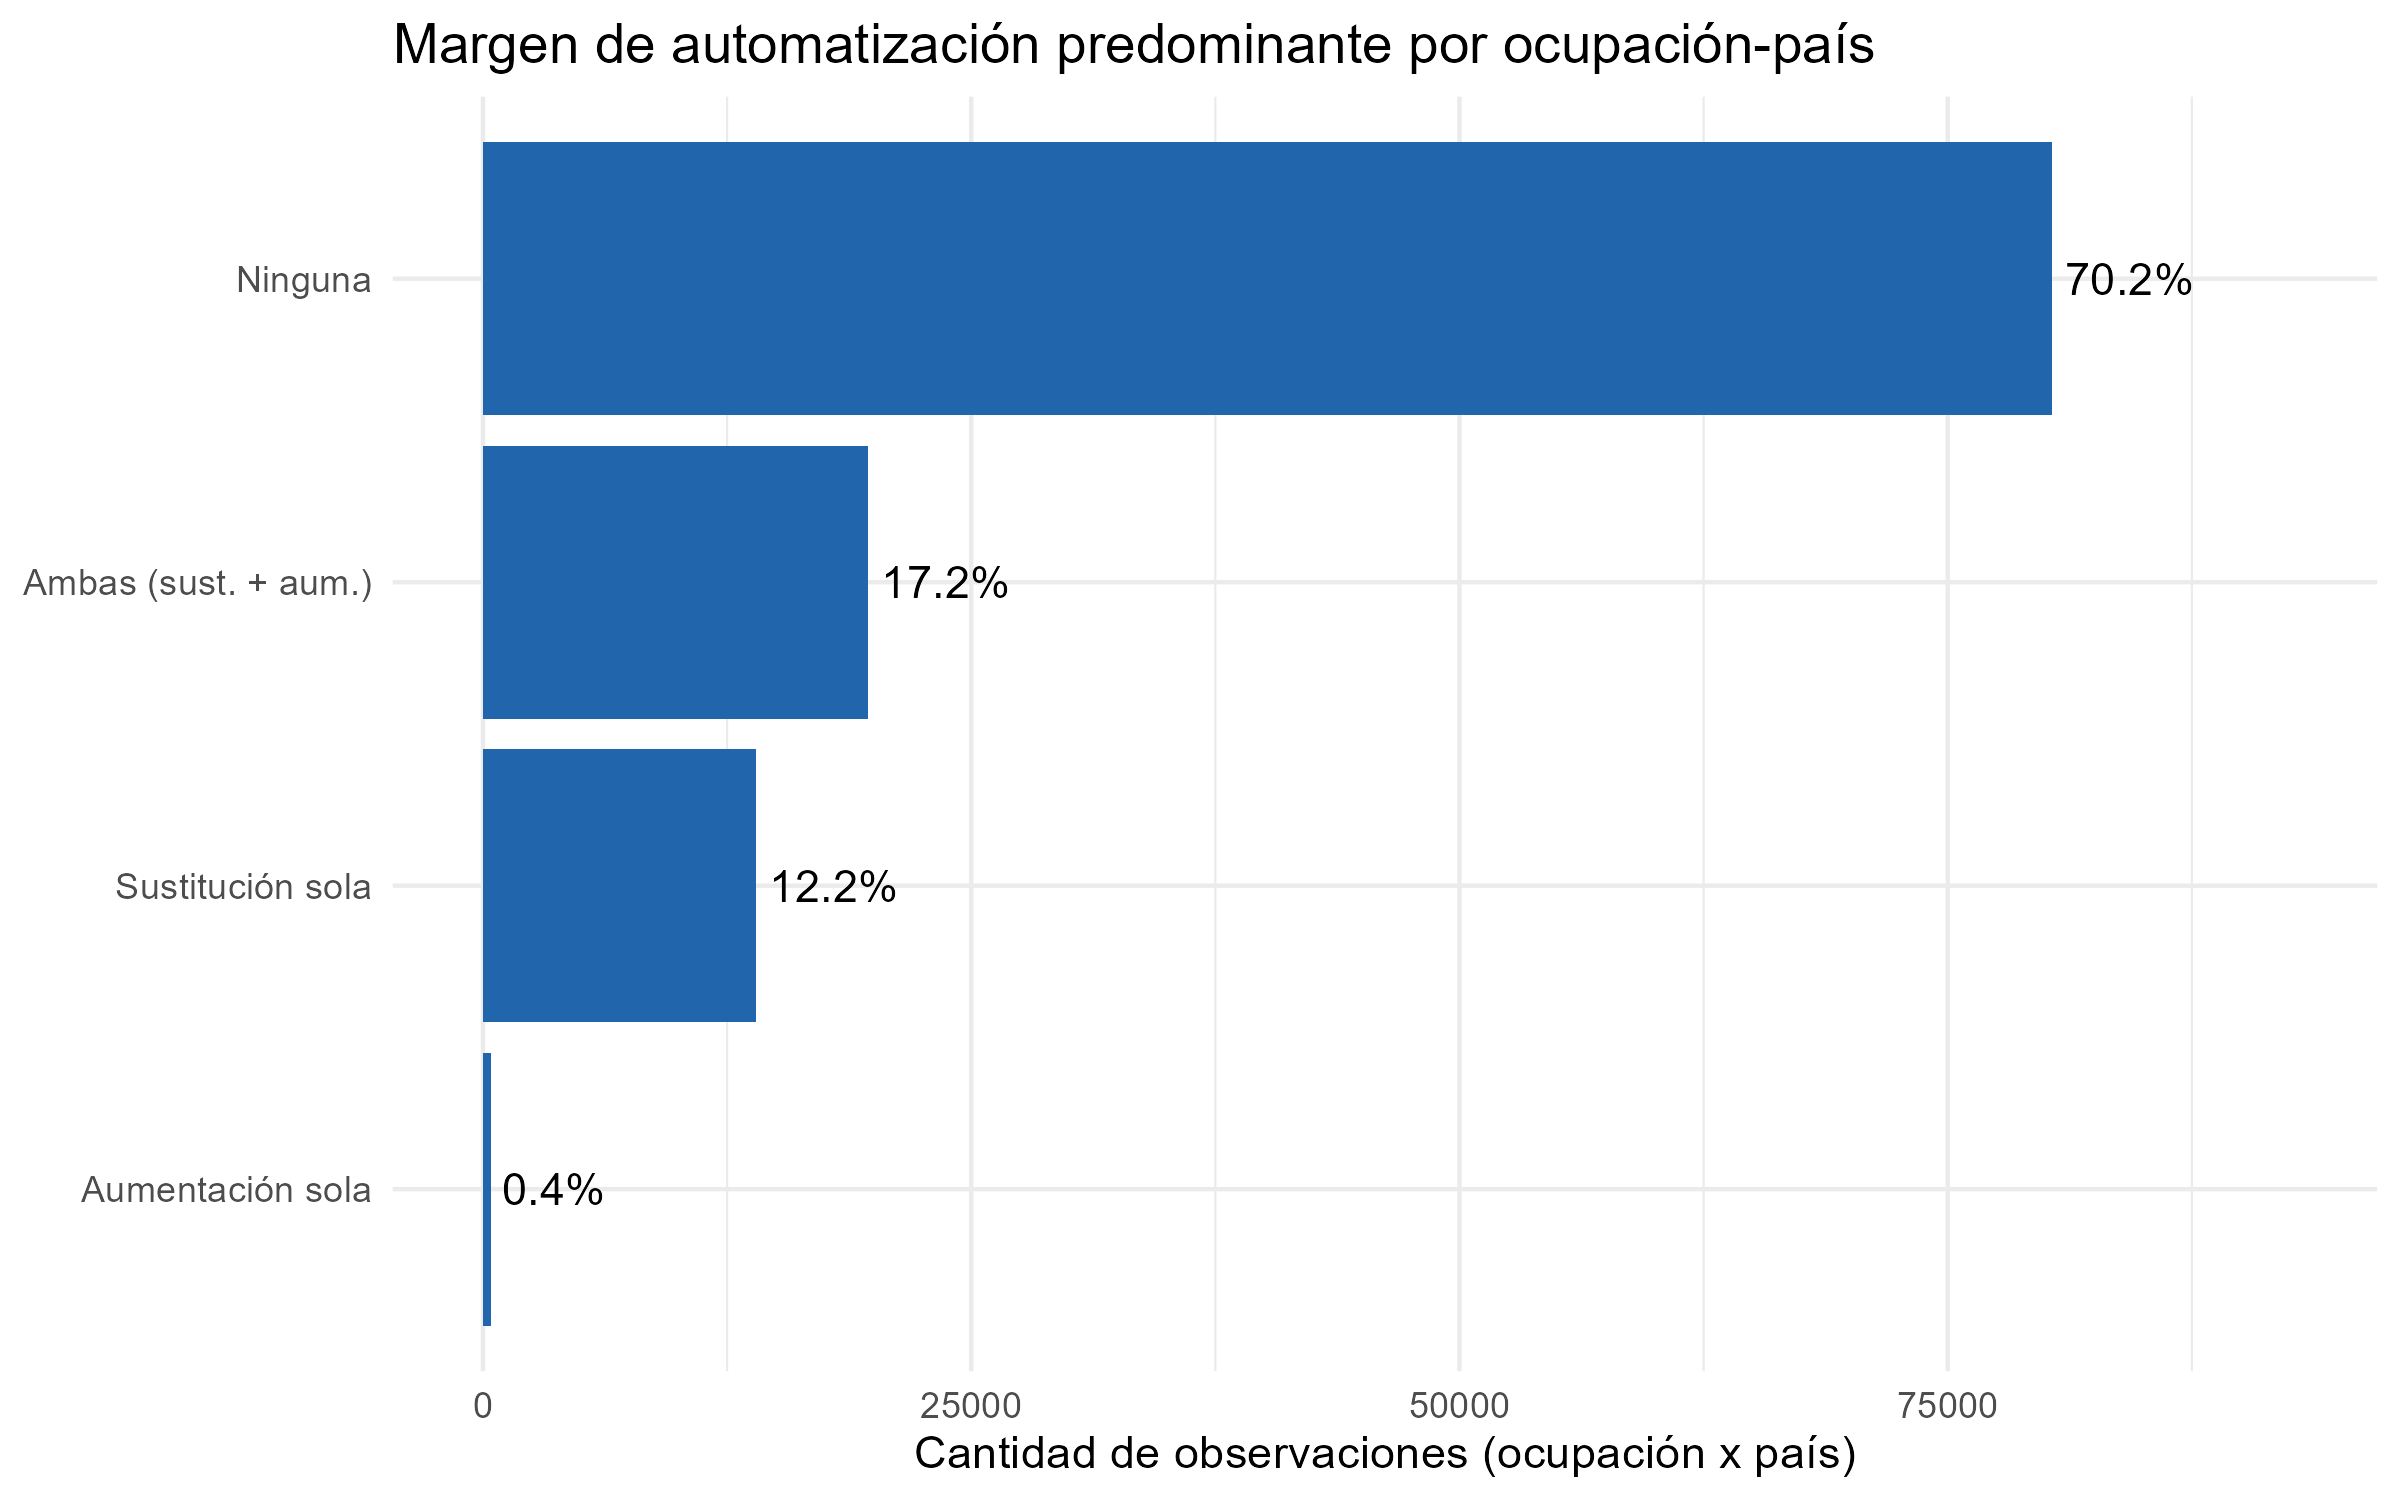 Margen de automatización predominante por ocupación-país
Ninguna
70.2%
Ambas (sust. + aum.)
17.2%
Sustitución sola
12.2%
Aumentación sola
0.4%
0
25000
50000
75000
Cantidad de observaciones (ocupación x país)